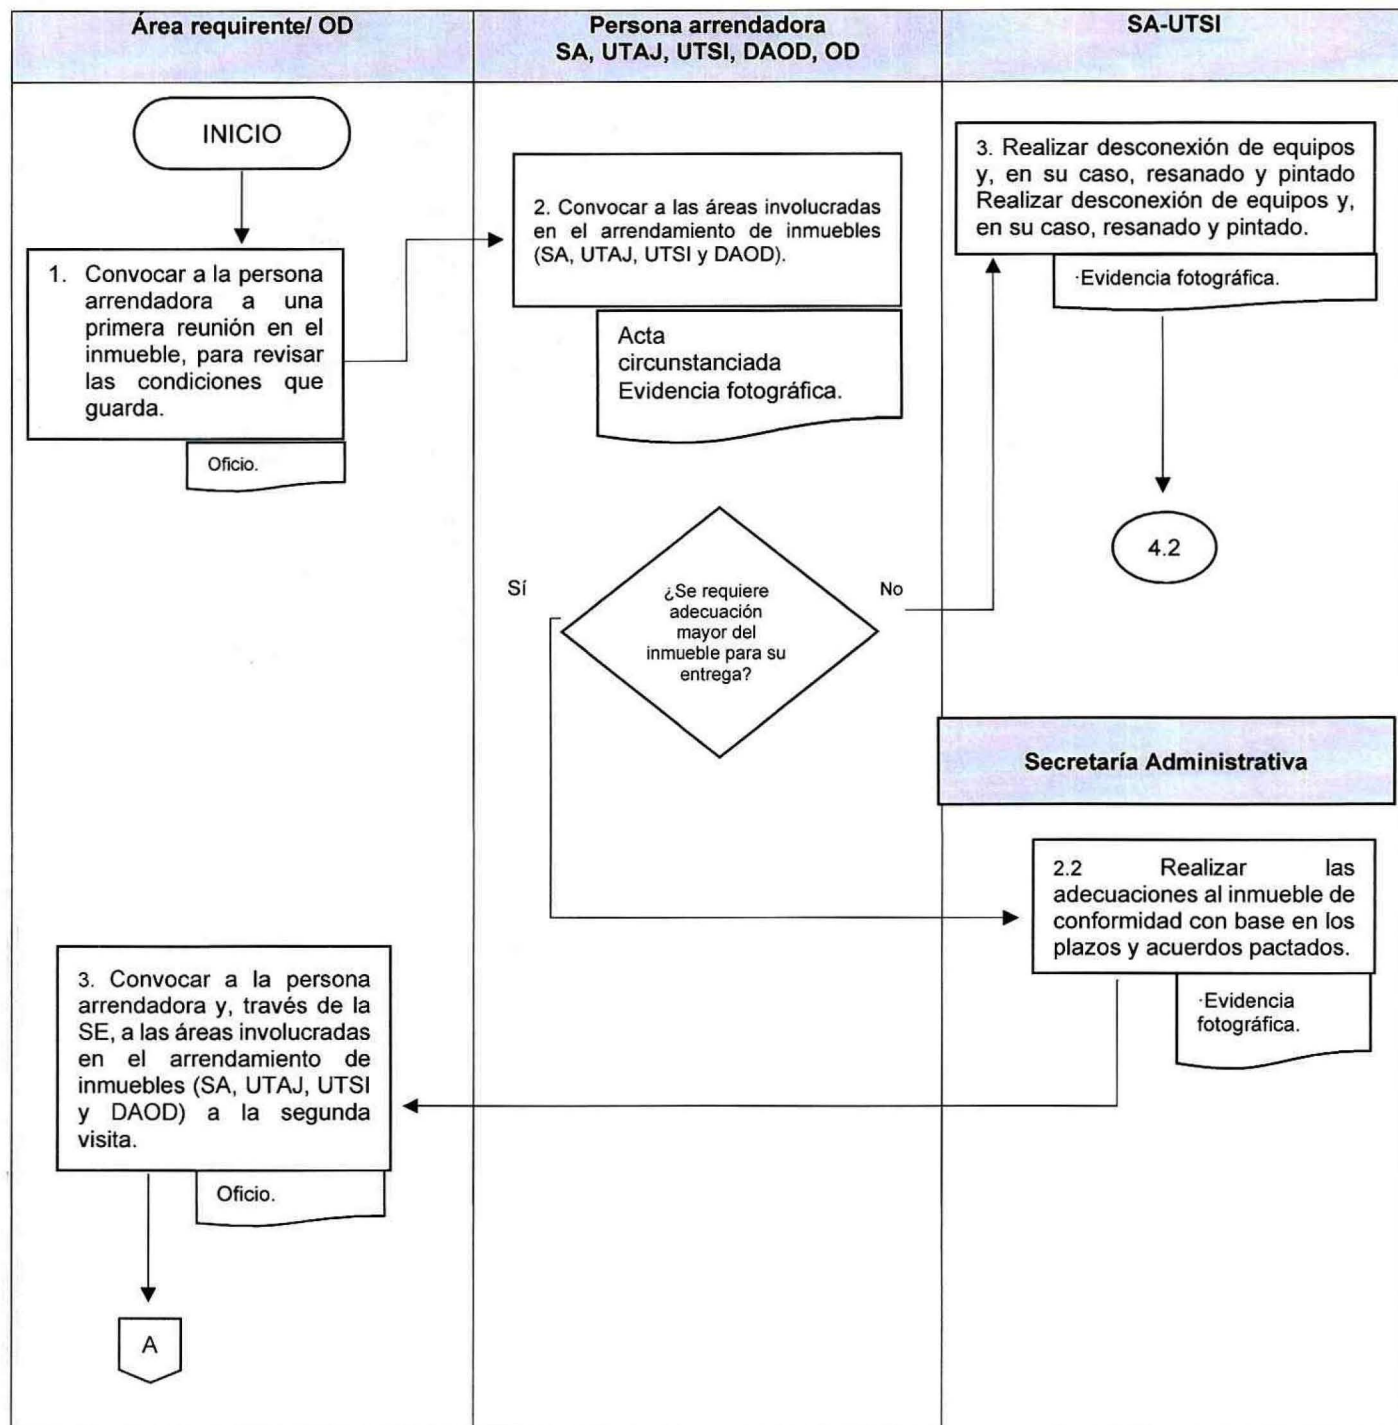 Área requirente/ OD
Persona arrendadora
SA, UTAJ, UTSI, DAOD, OD
SA-UTSI
INICIO
1. Convocar a la persona
arrendadora a una
primera reunión en el
inmueble, para revisar
las condiciones que
guarda.
Oficio.
2. Convocar a las áreas involucradas
en el arrendamiento de inmuebles
(SA, UTAJ, UTSI y DAOD).
Acta
circunstanciada
Evidencia fotográfica.
3. Realizar desconexión de equipos
y, en su caso, resanado y pintado
Realizar desconexión de equipos y,
en su caso, resanado y pintado.
·Evidencia fotográfica.
4.2
Sí
¿Se requiere
adecuación
mayor del
inmueble para su
entrega?
No
Secretaría Administrativa
2.2 Realizar las
adecuaciones al inmueble de
conformidad con base en los
plazos y acuerdos pactados.
·Evidencia
fotográfica.
3. Convocar a la persona
arrendadora y, través de la
SE, a las áreas involucradas
en el arrendamiento de
inmuebles (SA, UTAJ, UTSI
y DAOD) a la segunda
visita.
Oficio.
A